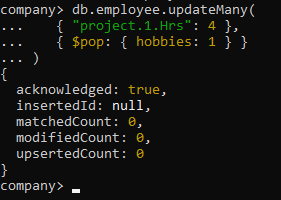 company> db.employee.updateMany(
... { "project.1.Hrs": 4 },
... { $pop: { hobbies: 1 } }
... )
{
acknowledged: true,
insertedId: null,
matchedCount: 0,
modifiedCount: 0,
upsertedCount: 0
}
company>